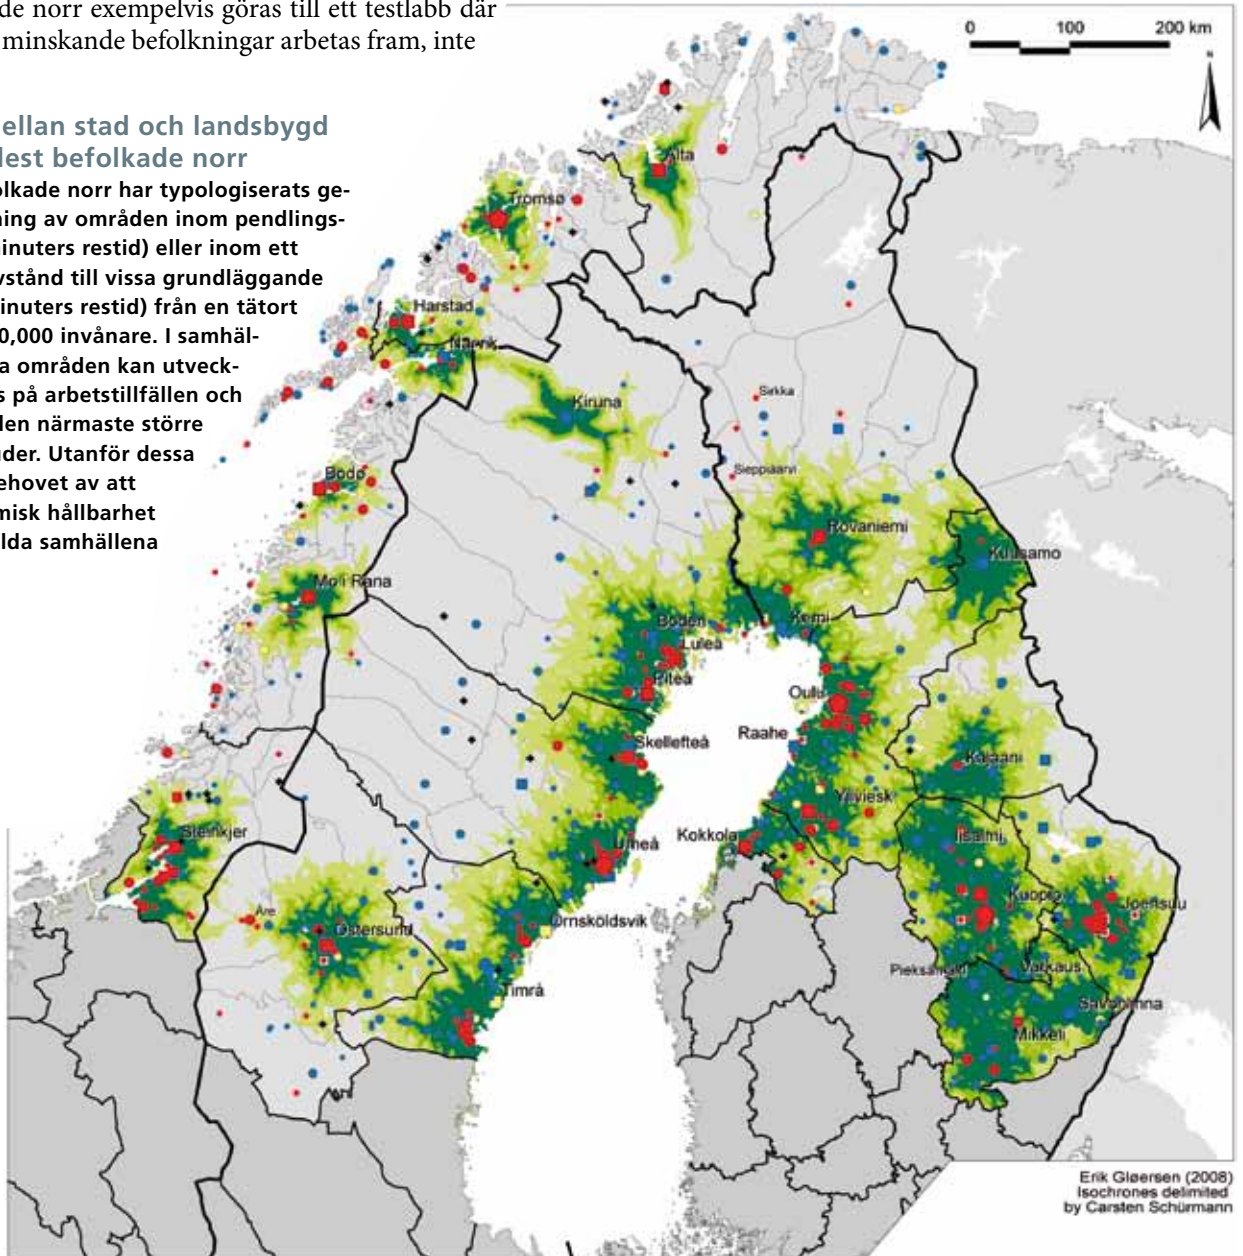 de norr exempelvis göras till ett testlabb där
minskande befolkningar arbetas fram, inte
ellan stad och landsbygd
lest befolkade norr
olkade norr har typologiserats ge-
ning av områden inom pendlings-
ninuters restid) eller inom ett
vstånd till vissa grundläggande
ninuters restid) från en tätort
0,000 invånare. I samhäl-
a områden kan utveck-
s på arbetstillfällen och
den närmaste större
der. Utanför dessa
ehovet av att
misk hållbarhet
lda samhällena
0 100 200 km
N
Alta
Tromsø
Harstad
Narvik
Kiruna
Sirkka
Sieppijärvi
Bodø
Rovaniemi
Kuusamo
Mo i Rana
Kemi
Boden
Luleå
Piteå
Oulu
Raahe
Skellefteå
Kajaani
Ylivieska
Steinkjer
Umeå
Kokkola
Iisalmi
Kuopio
Joensuu
Åre
Östersund
Örnsköldsvik
Pieksämäki
Varkaus
Timrå
Savonlinna
Mikkeli
Erik Gløersen (2008)
Isochrones delimited
by Carsten Schürmann